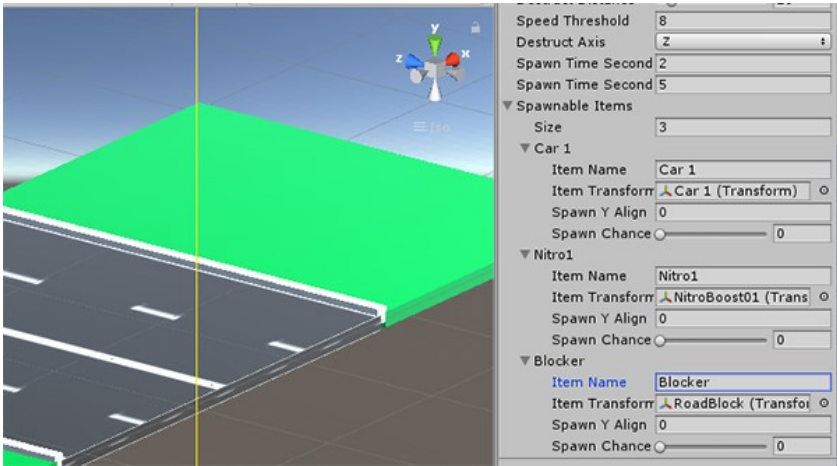 y
z
x
Iso
Speed Threshold 8
Destruct Axis Z
Spawn Time Second 2
Spawn Time Second 5
Spawnable Items
Size 3
Car 1
Item Name Car 1
Item Transform Car 1 (Transform)
Spawn Y Align 0
Spawn Chance 0
Nitro1
Item Name Nitro1
Item Transform NitroBoost01 (Trans
Spawn Y Align 0
Spawn Chance 0
Blocker
Item Name Blocker
Item Transform RoadBlock (Transfor
Spawn Y Align 0
Spawn Chance 0